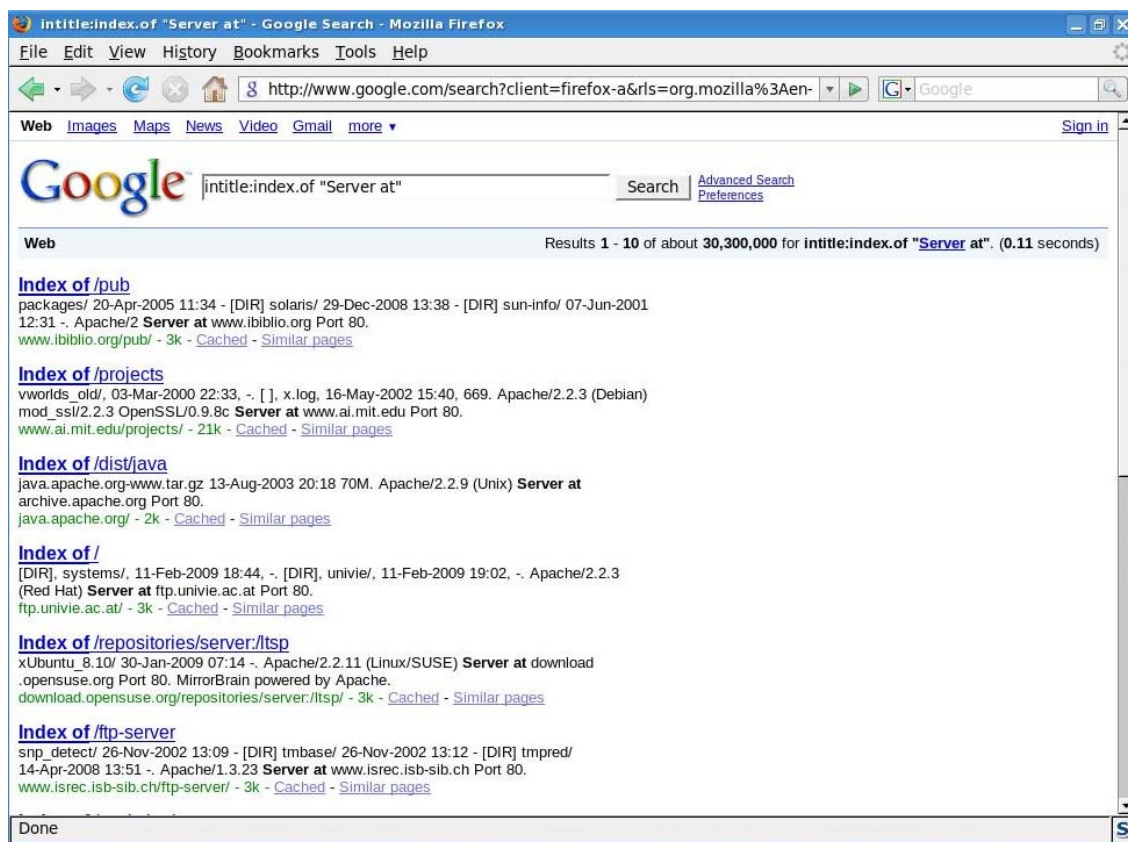 intitle:index.of "Server at" - Google Search - Mozilla Firefox
File Edit View History Bookmarks Tools Help
http://www.google.com/search?client=firefox-a&rls=org.mozilla%3Aen- G Google
Web Images Maps News Video Gmail more ▼ Sign in
Google intitle:index.of "Server at" Search Advanced Search
Preferences
Web Results 1 - 10 of about 30,300,000 for intitle:index.of "Server at". (0.11 seconds)
Index of /pub
packages/ 20-Apr-2005 11:34 - [DIR] solaris/ 29-Dec-2008 13:38 - [DIR] sun-info/ 07-Jun-2001
12:31 -. Apache/2 Server at www.ibiblio.org Port 80.
www.ibiblio.org/pub/ - 3k - Cached - Similar pages
Index of /projects
vworlds_old/, 03-Mar-2000 22:33, -. [ ], x.log, 16-May-2002 15:40, 669. Apache/2.2.3 (Debian)
mod_ssl/2.2.3 OpenSSL/0.9.8c Server at www.ai.mit.edu Port 80.
www.ai.mit.edu/projects/ - 21k - Cached - Similar pages
Index of /dist/java
java.apache.org-www.tar.gz 13-Aug-2003 20:18 70M. Apache/2.2.9 (Unix) Server at
archive.apache.org Port 80.
java.apache.org/ - 2k - Cached - Similar pages
Index of /
[DIR], systems/, 11-Feb-2009 18:44, -. [DIR], univie/, 11-Feb-2009 19:02, -. Apache/2.2.3
(Red Hat) Server at ftp.univie.ac.at Port 80.
ftp.univie.ac.at/ - 3k - Cached - Similar pages
Index of /repositories/server:/ltsp
xUbuntu_8.10/ 30-Jan-2009 07:14 -. Apache/2.2.11 (Linux/SUSE) Server at download
.opensuse.org Port 80. MirrorBrain powered by Apache.
download.opensuse.org/repositories/server:/ltsp/ - 3k - Cached - Similar pages
Index of /ftp-server
snp_detect/ 26-Nov-2002 13:09 - [DIR] tmbase/ 26-Nov-2002 13:12 - [DIR] tmpred/
14-Apr-2008 13:51 -. Apache/1.3.23 Server at www.isrec.isb-sib.ch Port 80.
www.isrec.isb-sib.ch/ftp-server/ - 3k - Cached - Similar pages
Done S